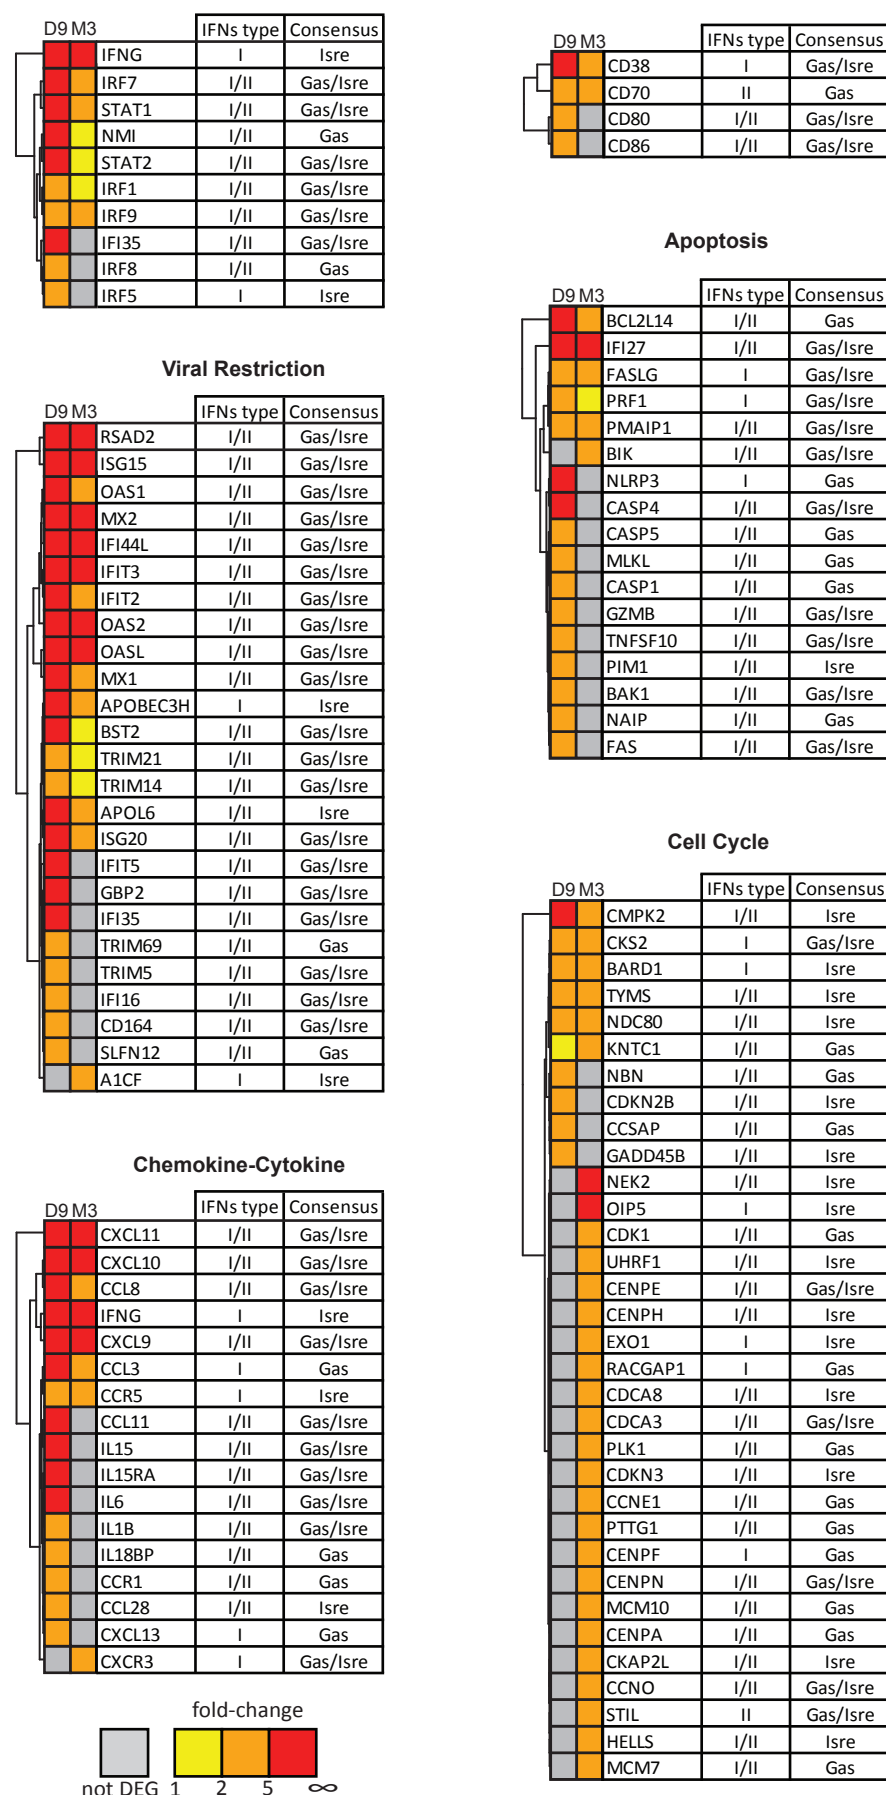 D9 M3 IFNs type Consensus
IFNG I Isre
IRF7 I/II Gas/Isre
STAT1 I/II Gas/Isre
NMI I/II Gas
STAT2 I/II Gas/Isre
IRF1 I/II Gas/Isre
IRF9 I/II Gas/Isre
IFI35 I/II Gas/Isre
IRF8 I/II Gas
IRF5 I Isre
Viral Restriction
D9 M3 IFNs type Consensus
RSAD2 I/II Gas/Isre
ISG15 I/II Gas/Isre
OAS1 I/II Gas/Isre
MX2 I/II Gas/Isre
IFI44L I/II Gas/Isre
IFIT3 I/II Gas/Isre
IFIT2 I/II Gas/Isre
OAS2 I/II Gas/Isre
OASL I/II Gas/Isre
MX1 I/II Gas/Isre
APOBEC3H I Isre
BST2 I/II Gas/Isre
TRIM21 I/II Gas/Isre
TRIM14 I/II Gas/Isre
APOL6 I/II Isre
ISG20 I/II Gas/Isre
IFIT5 I/II Gas/Isre
GBP2 I/II Gas/Isre
IFI35 I/II Gas/Isre
TRIM69 I/II Gas
TRIM5 I/II Gas/Isre
IFI16 I/II Gas/Isre
CD164 I/II Gas/Isre
SLFN12 I/II Gas
A1CF I Isre
Chemokine-Cytokine
D9 M3 IFNs type Consensus
CXCL11 I/II Gas/Isre
CXCL10 I/II Gas/Isre
CCL8 I/II Gas/Isre
IFNG I Isre
CXCL9 I/II Gas/Isre
CCL3 I Gas
CCR5 I Isre
CCL11 I/II Gas/Isre
IL15 I/II Gas/Isre
IL15RA I/II Gas/Isre
IL6 I/II Gas/Isre
IL1B I/II Gas/Isre
IL18BP I/II Gas
CCR1 I/II Gas
CCL28 I/II Isre
CXCL13 I Gas
CXCR3 I Gas/Isre
fold-change
not DEG 1 2 5 ∞
D9 M3 IFNs type Consensus
CD38 I Gas/Isre
CD70 II Gas
CD80 I/II Gas/Isre
CD86 I/II Gas/Isre
Apoptosis
D9 M3 IFNs type Consensus
BCL2L14 I/II Gas
IFI27 I/II Gas/Isre
FASLG I Gas/Isre
PRF1 I Gas/Isre
PMAIP1 I/II Gas/Isre
BIK I/II Gas/Isre
NLRP3 I Gas
CASP4 I/II Gas/Isre
CASP5 I/II Gas
MLKL I/II Gas
CASP1 I/II Gas
GZMB I/II Gas/Isre
TNFSF10 I/II Gas/Isre
PIM1 I/II Isre
BAK1 I/II Gas/Isre
NAIP I/II Gas
FAS I/II Gas/Isre
Cell Cycle
D9 M3 IFNs type Consensus
CMPK2 I/II Isre
CKS2 I Gas/Isre
BARD1 I Isre
TYMS I/II Isre
NDC80 I/II Isre
KNTC1 I/II Gas
NBN I/II Gas
CDKN2B I/II Isre
CCSAP I/II Gas
GADD45B I/II Isre
NEK2 I/II Isre
OIP5 I Isre
CDK1 I/II Gas
UHRF1 I/II Isre
CENPE I/II Gas/Isre
CENPH I/II Isre
EXO1 I Isre
RACGAP1 I Gas
CDCA8 I/II Isre
CDCA3 I/II Gas/Isre
PLK1 I/II Gas
CDKN3 I/II Isre
CCNE1 I/II Gas
PTTG1 I/II Gas
CENPF I Gas
CENPN I/II Gas/Isre
MCM10 I/II Gas
CENPA I/II Gas
CKAP2L I/II Isre
CCNO I/II Gas/Isre
STIL II Gas/Isre
HELLS I/II Isre
MCM7 I/II Gas